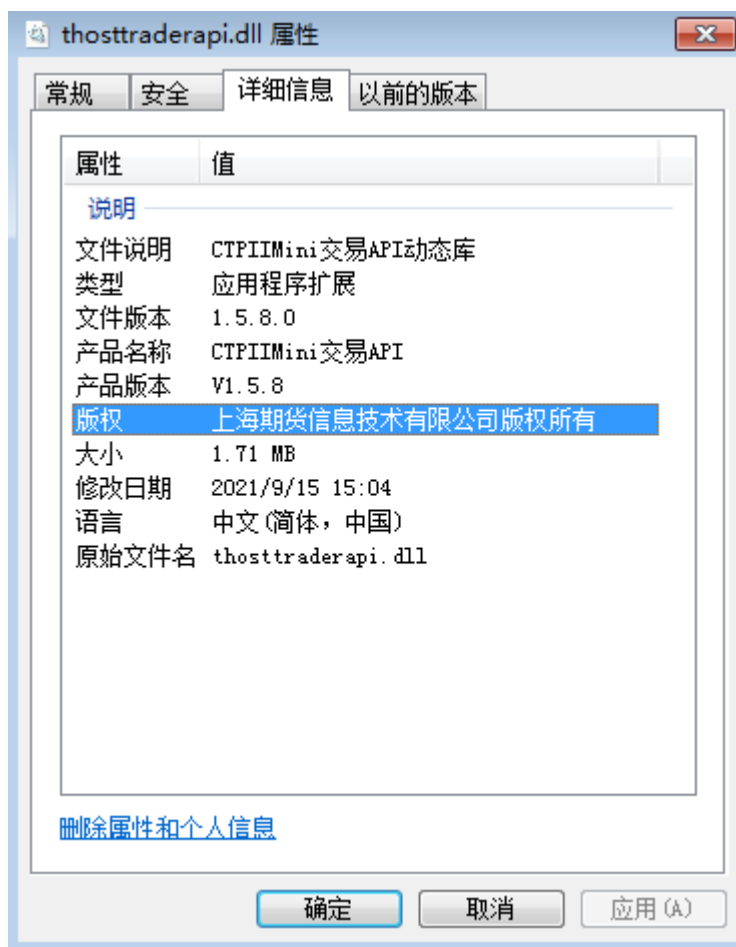 thosttraderapi.dll 属性
常规 安全 详细信息 以前的版本
属性 值
说明
文件说明 CTPIIMini交易API动态库
类型 应用程序扩展
文件版本 1.5.8.0
产品名称 CTPIIMini交易API
产品版本 V1.5.8
版权 上海期货信息技术有限公司版权所有
大小 1.71 MB
修改日期 2021/9/15 15:04
语言 中文(简体，中国)
原始文件名 thosttraderapi.dll
删除属性和个人信息
确定 取消 应用(A)